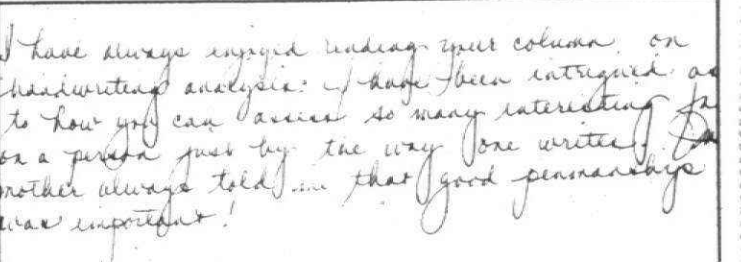 I have always enjoyed reading your column on
handwriting analysis. I have been intrigued as
to how you can assess so many interesting
on a person just by the way one writes.
mother always told me that good penmanship
was important!